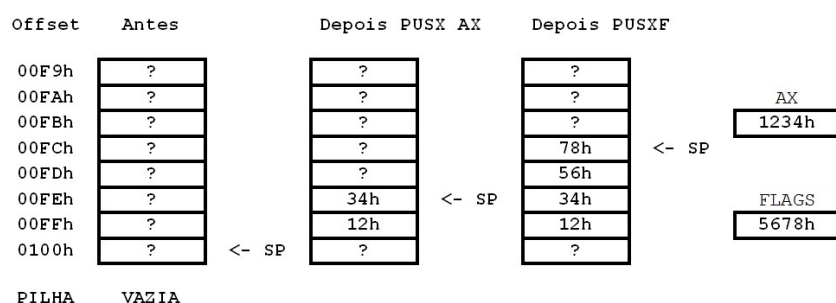 Offset Antes Depois PUSX AX Depois PUSXF
00F9h ? ? ?
00FAh ? ? ? AX
00FBh ? ? ? 1234h
00FCh ? ? 78h <- SP
00FDh ? ? 56h
00FEh ? 34h <- SP 34h FLAGS
00FFh ? 12h 12h 5678h
0100h ? <- SP ? ?
PILHA VAZIA